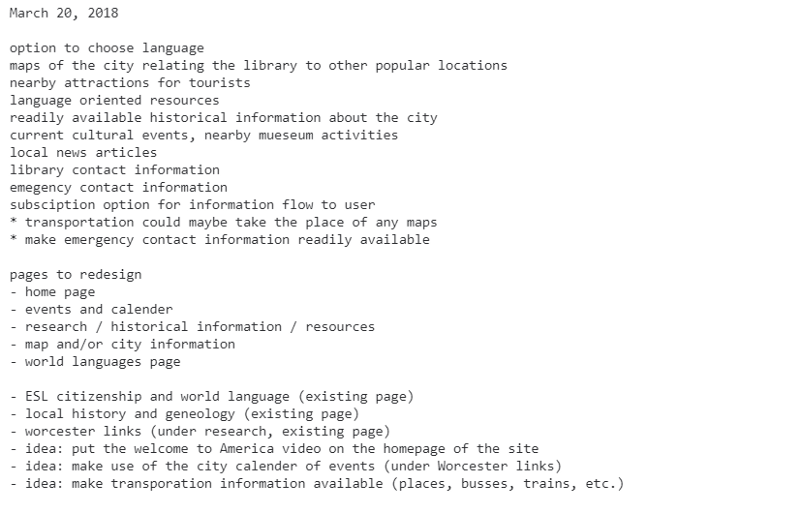 March 20, 2018
option to choose language
maps of the city relating the library to other popular locations
nearby attractions for tourists
language oriented resources
readily available historical information about the city
current cultural events, nearby mueseum activities
local news articles
library contact information
emegency contact information
subsciption option for information flow to user
* transportation could maybe take the place of any maps
* make emergency contact information readily available
pages to redesign
- home page
- events and calender
- research / historical information / resources
- map and/or city information
- world languages page
- ESL citizenship and world language (existing page)
- local history and geneology (existing page)
- worcester links (under research, existing page)
- idea: put the welcome to America video on the homepage of the site
- idea: make use of the city calender of events (under Worcester links)
- idea: make transporation information available (places, busses, trains, etc.)